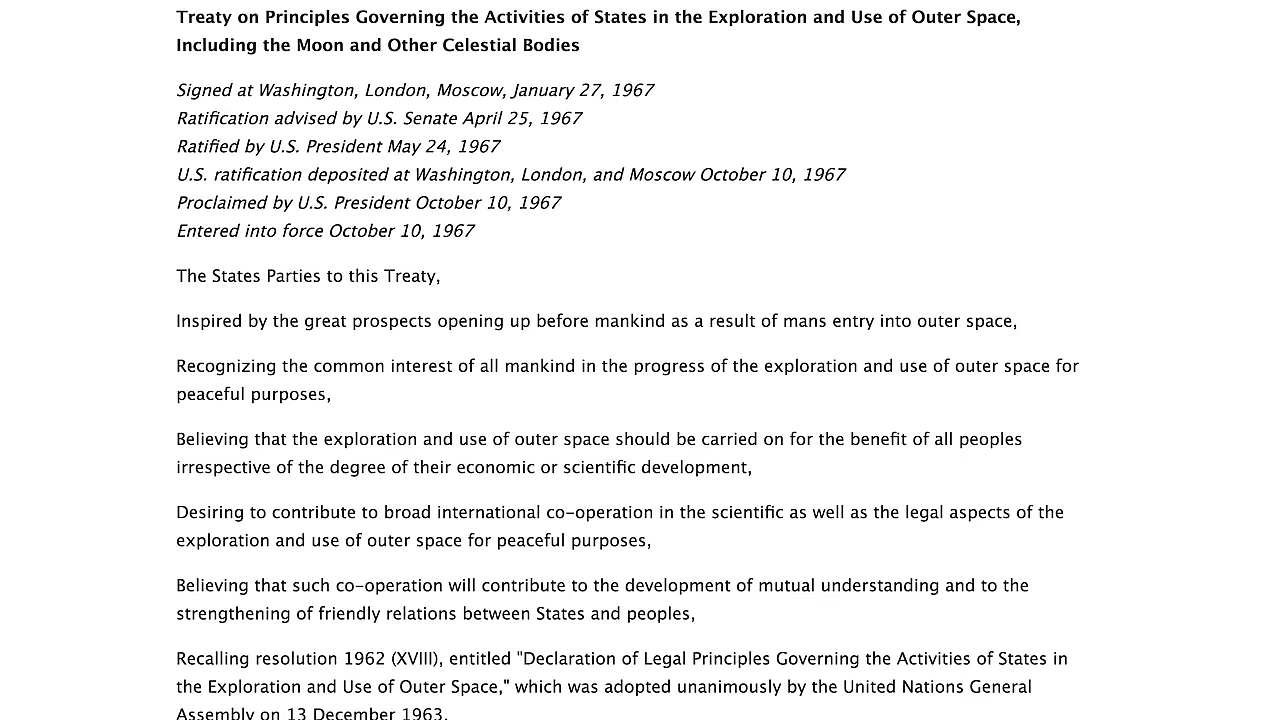 Treaty on Principles Governing the Activities of States in the Exploration and Use of Outer Space,
Including the Moon and Other Celestial Bodies
Signed at Washington, London, Moscow, January 27, 1967
Ratification advised by U.S. Senate April 25, 1967
Ratified by U.S. President May 24, 1967
U.S. ratification deposited at Washington, London, and Moscow October 10, 1967
Proclaimed by U.S. President October 10, 1967
Entered into force October 10, 1967
The States Parties to this Treaty,
Inspired by the great prospects opening up before mankind as a result of mans entry into outer space,
Recognizing the common interest of all mankind in the progress of the exploration and use of outer space for
peaceful purposes,
Believing that the exploration and use of outer space should be carried on for the benefit of all peoples
irrespective of the degree of their economic or scientific development,
Desiring to contribute to broad international co-operation in the scientific as well as the legal aspects of the
exploration and use of outer space for peaceful purposes,
Believing that such co-operation will contribute to the development of mutual understanding and to the
strengthening of friendly relations between States and peoples,
Recalling resolution 1962 (XVIII), entitled "Declaration of Legal Principles Governing the Activities of States in
the Exploration and Use of Outer Space," which was adopted unanimously by the United Nations General
Assembly on 13 December 1963,